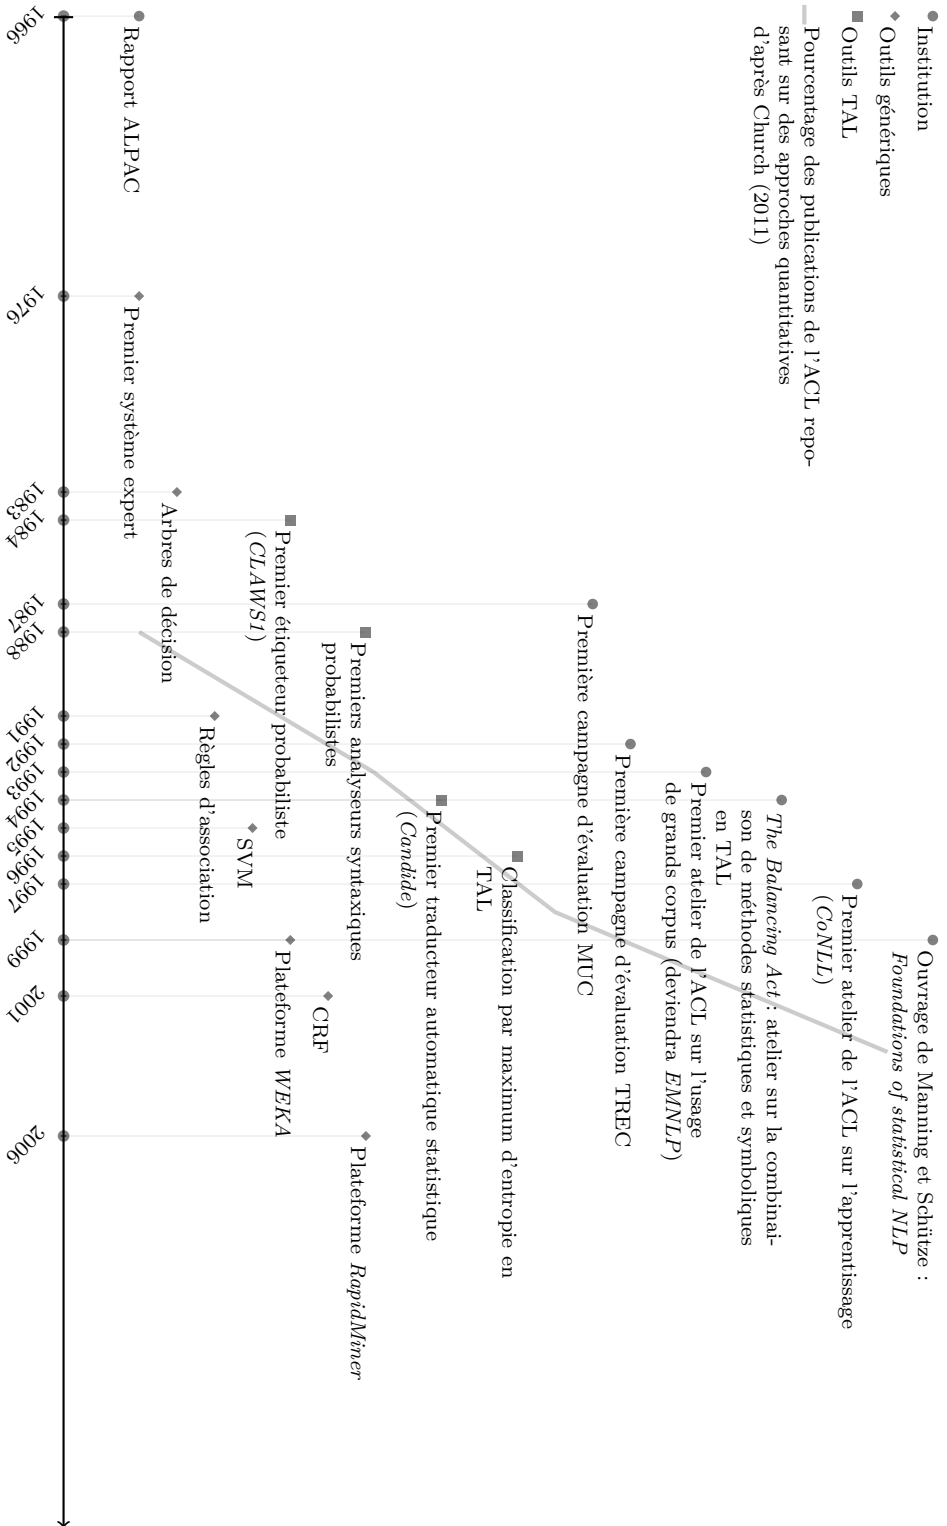 Institution
Outils génériques
Outils TAL
Pourcentage des publications de l'ACL repo-
sant sur des approches quantitatives
d'après Church (2011)
Ouvrage de Manning et Schütze :
Foundations of statistical NLP
Premier atelier de l'ACL sur l'apprentissage
(CoNLL)
The Balancing Act : atelier sur la combinai-
son de méthodes statistiques et symboliques
en TAL
Premier atelier de l'ACL sur l'usage
de grands corpus (deviendra EMNLP)
Première campagne d'évaluation TREC
Première campagne d'évaluation MUC
Classification par maximum d'entropie en
TAL
Premier traducteur automatique statistique
(Candide)
Premiers analyseurs syntaxiques
probabilistes
Plateforme RapidMiner
CRF
Premier étiqueteur probabiliste
(CLAWS1)
Plateforme WEKA
SVM
Règles d'association
Arbres de décision
Rapport ALPAC
Premier système expert
1966
1976
1983
1984
1987
1988
1991
1992
1993
1994
1995
1996
1997
1999
2001
2006